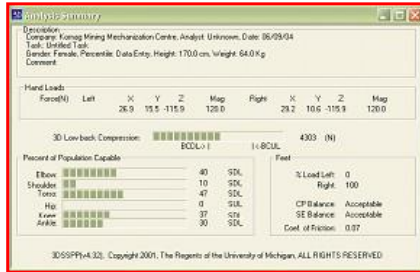 Analysis Summary
Description
Company: Komag Mining Mechanization Centre, Analyst: Unknown, Date: 06/09/04
Task: Untitled Task
Gender: Female, Percentile: Data Entry, Height: 170.0 cm, Weight: 64.0 Kg
Comment:
Hand Loads
Force(N) Left X Y Z Mag Right X Y Z Mag
26.9 15.5 -115.9 120.0 29.2 10.6 -115.9 120.0
3D Low-back Compression: 4303 (N)
BCDL->| |<-BCUL
Percent of Population Capable
Elbow: 40 SDL
Shoulder: 10 SDL
Torso: 47 SDL
Hip: 0 SUL
Knee: 37 SDL
Ankle: 30 SDL
Feet
% Load Left: 0
Right: 100
CP Balance: Acceptable
SE Balance: Acceptable
Coef. of Friction: 0.07
3DSSPP(v4.32), Copyright 2001, The Regents of the University of Michigan, ALL RIGHTS RESERVED